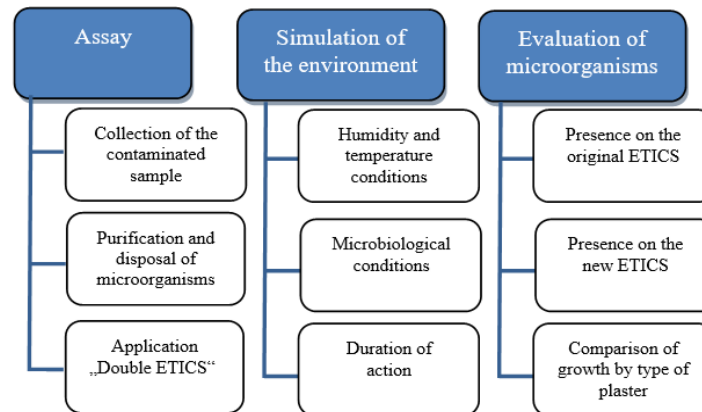 Assay
Collection of the
contaminated
sample
Purification and
disposal of
microorganisms
Application
„Double ETICS“
Simulation of
the environment
Humidity and
temperature
conditions
Microbiological
conditions
Duration of
action
Evaluation of
microorganisms
Presence on the
original ETICS
Presence on the
new ETICS
Comparison of
growth by type of
plaster